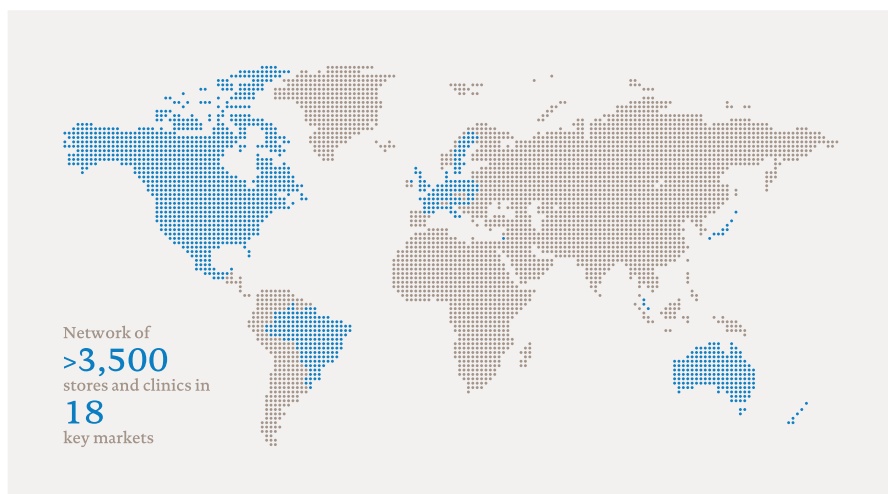 Network of
>3,500
stores and clinics in
18
key markets